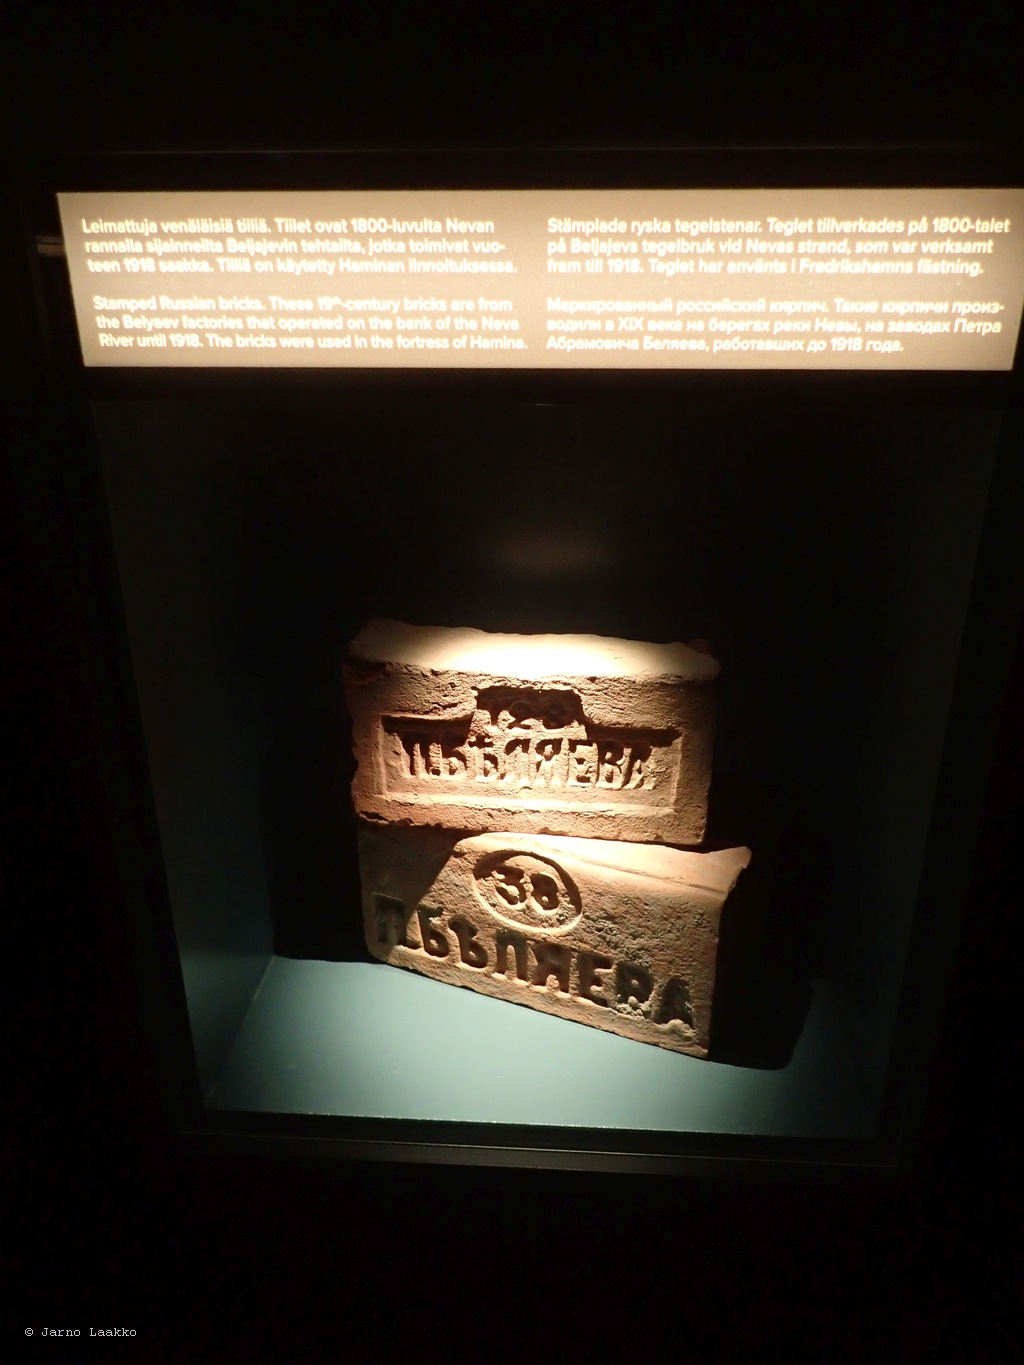 Leimattuja venäläisiä tiiliä. Tiilet ovat 1800-luvulta Nevan
rannalla sijainneilta Beljajevin tehtailta, jotka toimivat vuo-
teen 1918 saakka. Tiiliä on käytetty Haminan linnoituksessa.
Stamped Russian bricks. These 19th-century bricks are from
the Belyaev factories that operated on the bank of the Neva
River until 1918. The bricks were used in the fortress of Hamina.
Stämplade ryska tegelstenar. Teglet tillverkades på 1800-talet
på Beljajevs tegelbruk vid Nevas strand, som var verksamt
fram till 1918. Teglet har använts i Fredrikshamns fästning.
Маркированный российский кирпич. Такие кирпичи произ-
водили в XIX веке на берегах реки Невы, на заводах Петра
Абрамовича Беляева, работавших до 1918 года.
П.БѢЛЯЕВА
38
П.БѢЛЯЕВА
© Jarno Laakko